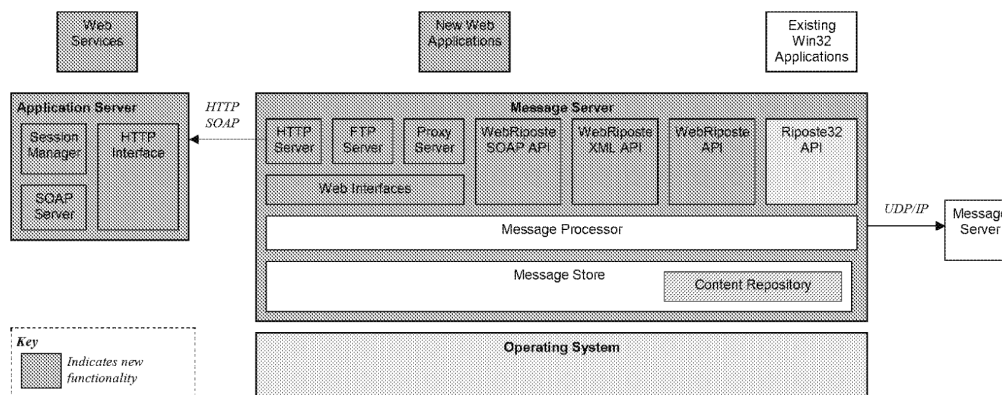 Web
Services
New Web
Applications
Existing
Win32
Applications
Application Server
Session
Manager
HTTP
Interface
SOAP
Server
HTTP
SOAP
Message Server
HTTP
Server
FTP
Server
Proxy
Server
WebRiposte
SOAP API
WebRiposte
XML API
WebRiposte
API
Riposte32
API
Web Interfaces
Message Processor
Message Store
Content Repository
UDP/IP
Message
Server
Key
Indicates new
functionality
Operating System